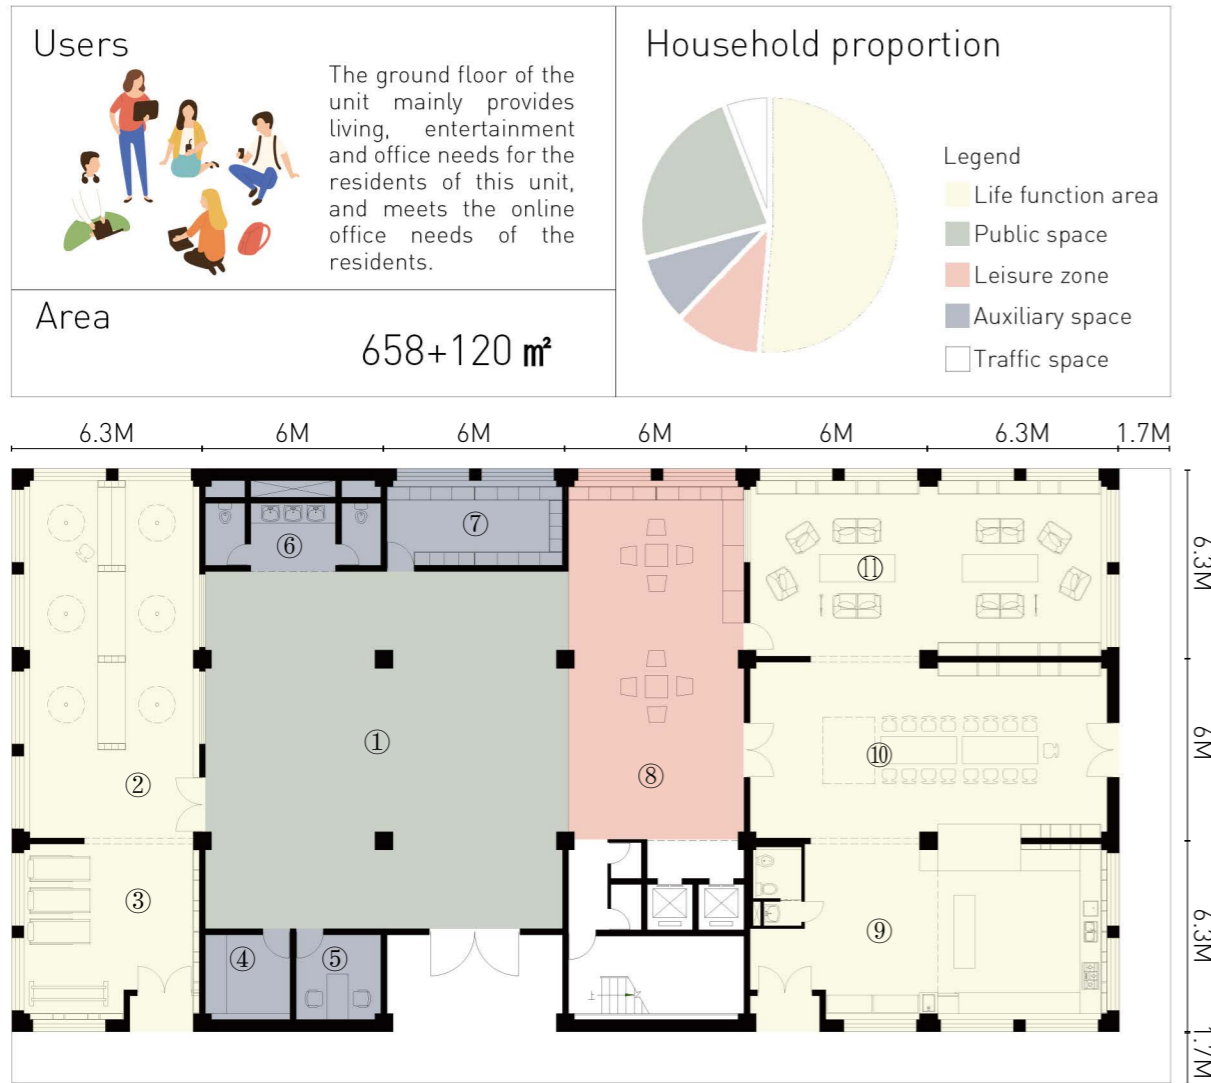 Users
The ground floor of the
unit mainly provides
living, entertainment
and office needs for the
residents of this unit,
and meets the online
office needs of the
residents.
Area
658+120 ㎡
Household proportion
Legend
Life function area
Public space
Leisure zone
Auxiliary space
Traffic space
6.3M 6M 6M 6M 6M 6.3M 1.7M
⑥
⑦
⑪
①
②
⑧
⑩
③
④
⑤
⑨
上
6.3M
6M
6.3M
1.7M